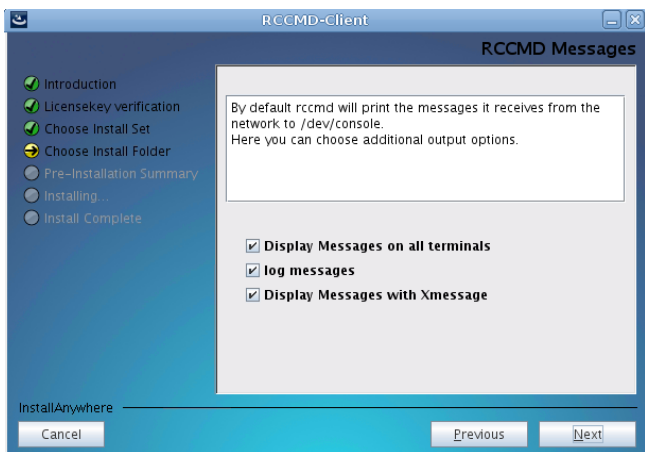 RCCMD-Client
RCCMD Messages
Introduction
Licensekey verification
Choose Install Set
Choose Install Folder
Pre-Installation Summary
Installing...
Install Complete
By default rccmd will print the messages it receives from the
network to /dev/console.
Here you can choose additional output options.
Display Messages on all terminals
log messages
Display Messages with Xmessage
InstallAnywhere
Cancel
Previous
Next